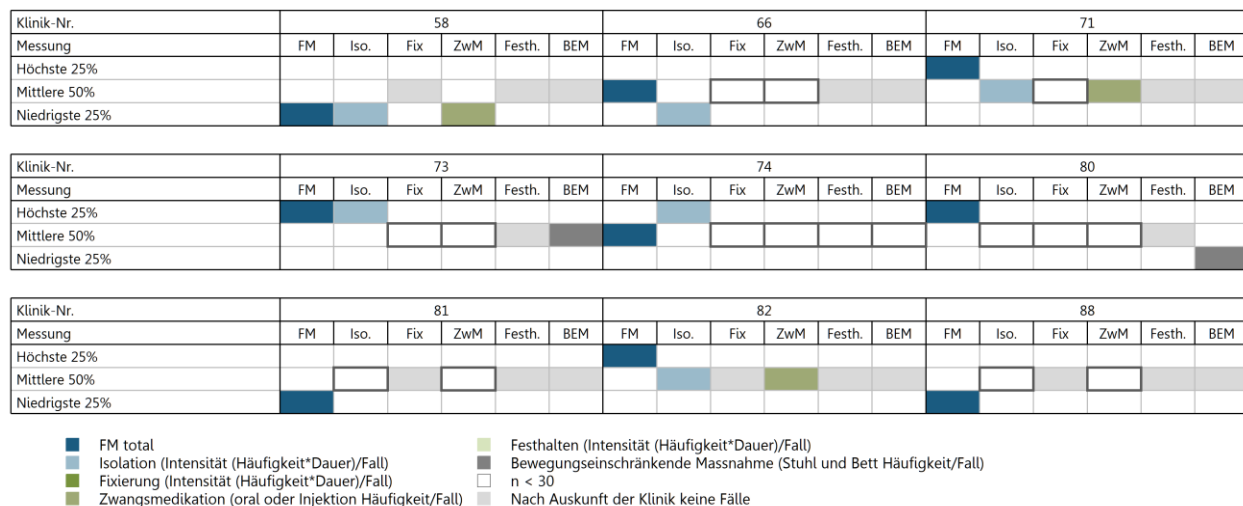 Klinik-Nr. 58 66 71
Messung FM Iso. Fix ZwM Festh. BEM FM Iso. Fix ZwM Festh. BEM FM Iso. Fix ZwM Festh. BEM
Höchste 25%
Mittlere 50%
Niedrigste 25%
Klinik-Nr. 73 74 80
Messung FM Iso. Fix ZwM Festh. BEM FM Iso. Fix ZwM Festh. BEM FM Iso. Fix ZwM Festh. BEM
Höchste 25%
Mittlere 50%
Niedrigste 25%
Klinik-Nr. 81 82 88
Messung FM Iso. Fix ZwM Festh. BEM FM Iso. Fix ZwM Festh. BEM FM Iso. Fix ZwM Festh. BEM
Höchste 25%
Mittlere 50%
Niedrigste 25%
FM total
Isolation (Intensität (Häufigkeit*Dauer)/Fall)
Fixierung (Intensität (Häufigkeit*Dauer)/Fall)
Zwangsmedikation (oral oder Injektion Häufigkeit/Fall)
Festhalten (Intensität (Häufigkeit*Dauer)/Fall)
Bewegungseinschränkende Massnahme (Stuhl und Bett Häufigkeit/Fall)
n < 30
Nach Auskunft der Klinik keine Fälle